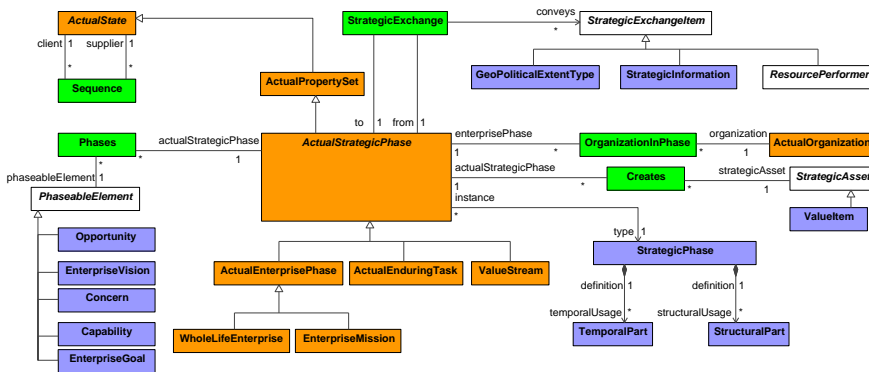 ActualState
client 1 supplier 1
* *
Sequence
StrategicExchange
conveys
*
StrategicExchangeItem
GeoPoliticalExtentType
StrategicInformation
ResourcePerformer
ActualPropertySet
to 1 from 1
Phases
* actualStrategicPhase 1
ActualStrategicPhase
enterprisePhase
1 *
OrganizationInPhase
organization
* 1
ActualOrganization
actualStrategicPhase
1 *
Creates
strategicAsset
* 1
StrategicAsset
ValueItem
instance
*
type 1
StrategicPhase
*
phaseableElement 1
PhaseableElement
Opportunity
EnterpriseVision
Concern
Capability
EnterpriseGoal
ActualEnterprisePhase
ActualEnduringTask
ValueStream
WholeLifeEnterprise
EnterpriseMission
definition 1 definition 1
temporalUsage * structuralUsage *
TemporalPart
StructuralPart